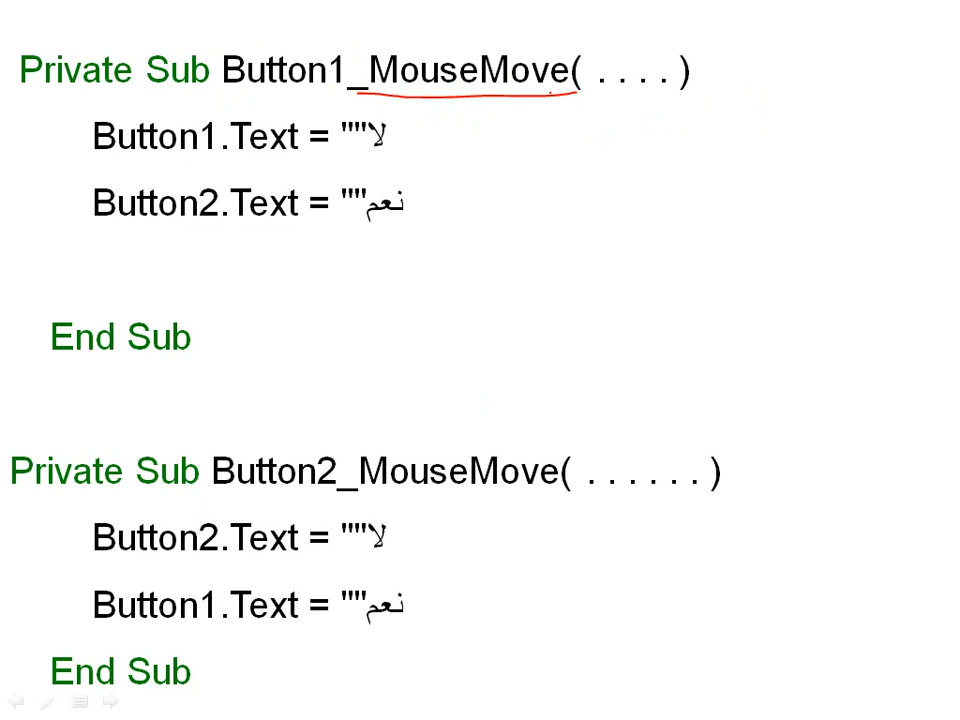 Private Sub Button1_MouseMove( . . . . )
Button1.Text = ""لا
Button2.Text = ""نعم
End Sub
Private Sub Button2_MouseMove( . . . . . . )
Button2.Text = ""لا
Button1.Text = ""نعم
End Sub